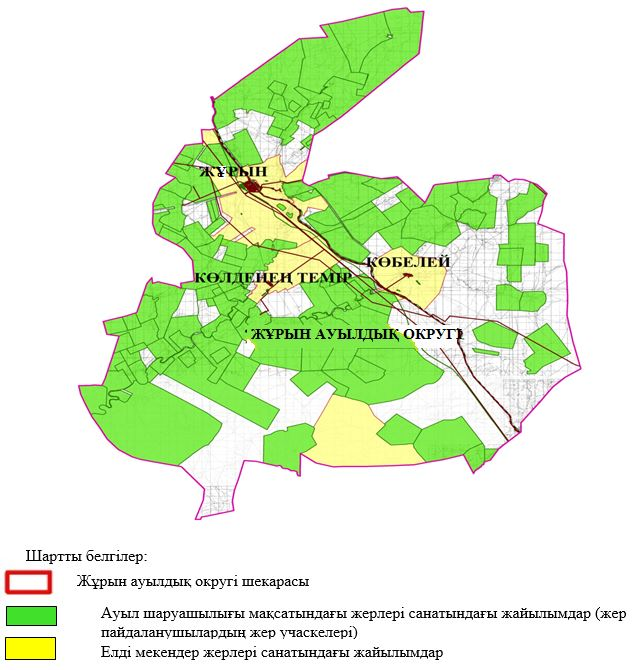 ЖҰРЫН
КӨБЕЛЕЙ
КӨЛДЕНЕҢ ТЕМІР
ЖҰРЫН АУЫЛДЫҚ ОКРУГІ
Шартты белгілер:
Жұрын ауылдық округі шекарасы
Ауыл шаруашылығы мақсатындағы жерлері санатындағы жайылымдар (жер
пайдаланушылардың жер учаскелері)
Елді мекендер жерлері санатындағы жайылымдар